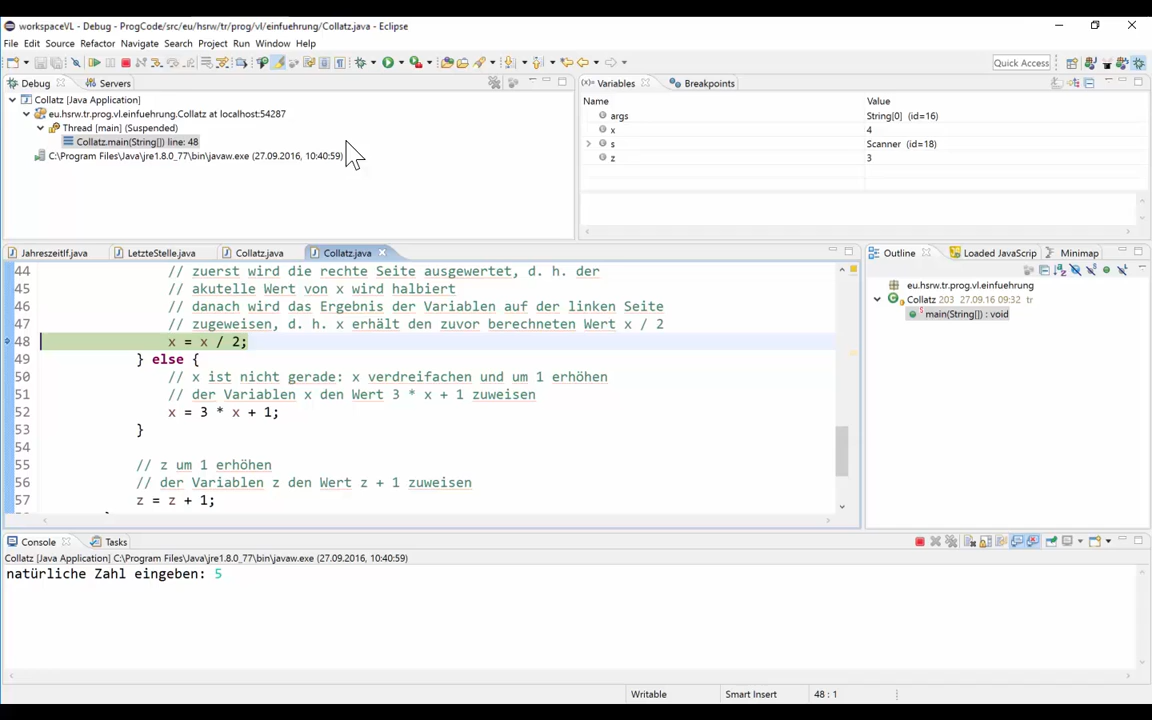 workspaceVL - Debug - ProgCode/src/eu/hsrw/tr/prog/vl/einfuehrung/Collatz.java - Eclipse
File Edit Source Refactor Navigate Search Project Run Window Help
Quick Access
Debug Servers
Collatz [Java Application]
eu.hsrw.tr.prog.vl.einfuehrung.Collatz at localhost:54287
Thread [main] (Suspended)
Collatz.main(String[]) line: 48
C:\Program Files\Java\jre1.8.0_77\bin\javaw.exe (27.09.2016, 10:40:59)
Variables Breakpoints
Name Value
args String[0] (id=16)
x 4
s Scanner (id=18)
z 3
JahreszeitIf.java LetzteStelle.java Collatz.java Collatz.java
44 // zuerst wird die rechte Seite ausgewertet, d. h. der
45 // akutelle Wert von x wird halbiert
46 // danach wird das Ergebnis der Variablen auf der linken Seite
47 // zugeweisen, d. h. x erhält den zuvor berechneten Wert x / 2
48 x = x / 2;
49 } else {
50 // x ist nicht gerade: x verdreifachen und um 1 erhöhen
51 // der Variablen x den Wert 3 * x + 1 zuweisen
52 x = 3 * x + 1;
53 }
54
55 // z um 1 erhöhen
56 // der Variablen z den Wert z + 1 zuweisen
57 z = z + 1;
Outline Loaded JavaScrip Minimap
eu.hsrw.tr.prog.vl.einfuehrung
Collatz 203 27.09.16 09:32 tr
main(String[]) : void
Console Tasks
Collatz [Java Application] C:\Program Files\Java\jre1.8.0_77\bin\javaw.exe (27.09.2016, 10:40:59)
natürliche Zahl eingeben: 5
Writable Smart Insert 48 : 1